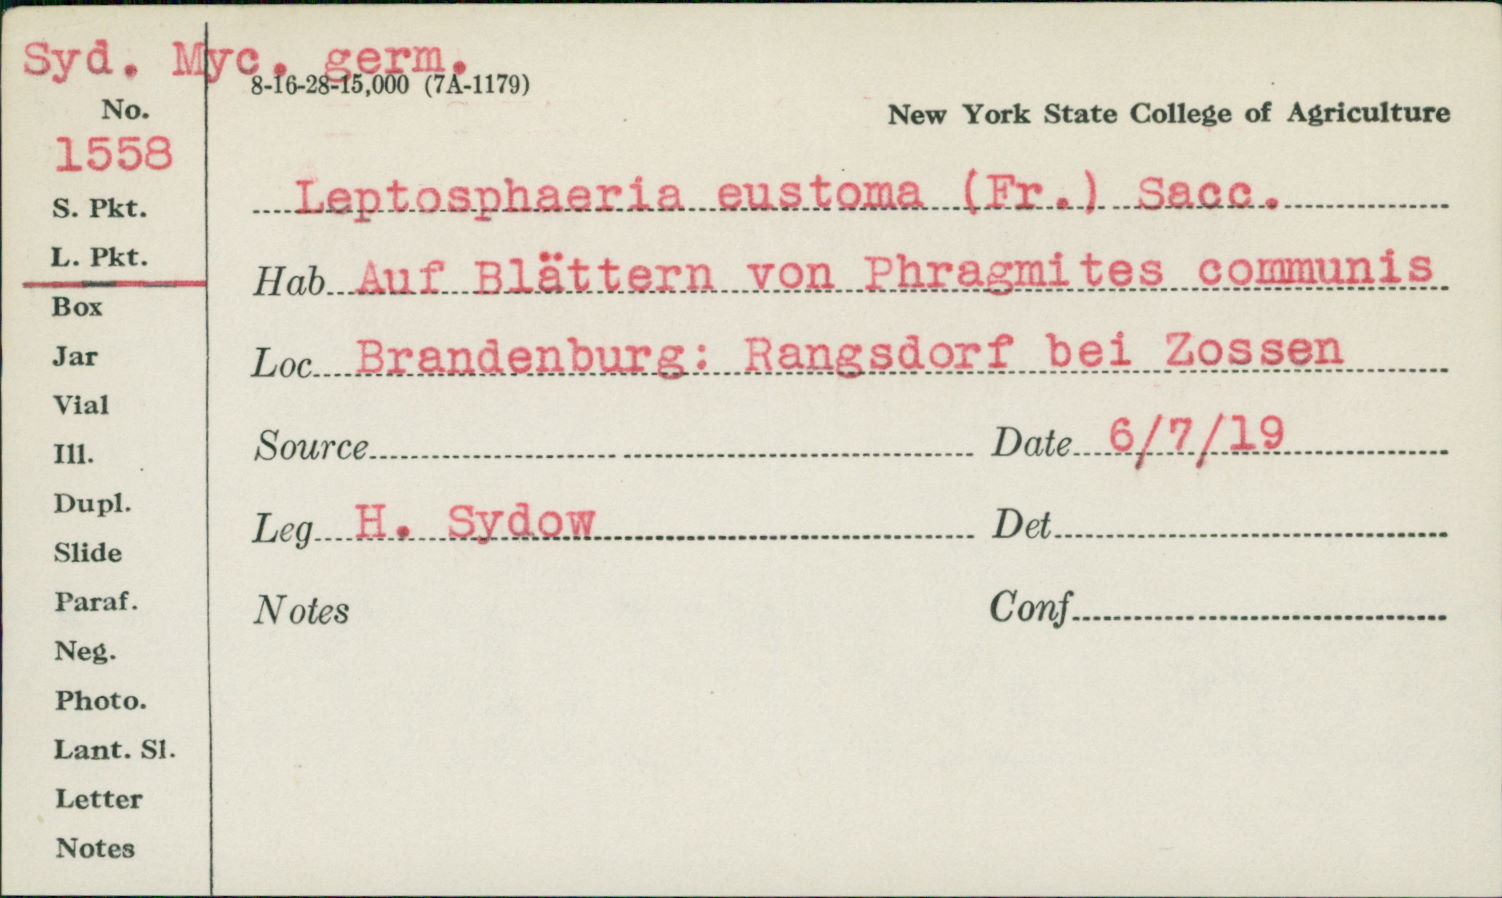 Syd. Myc. germ.
8-16-28-15,000 (7A-1179)
No.
New York State College of Agriculture
1558
S. Pkt.
Leptosphaeria eustoma (Fr.) Sacc.
L. Pkt.
Hab Auf Blättern von Phragmites communis
Box
Jar
Loc Brandenburg: Rangsdorf bei Zossen
Vial
Ill.
Source Date 6/7/19
Dupl.
Leg H. Sydow Det
Slide
Paraf.
Notes Conf
Neg.
Photo.
Lant. Sl.
Letter
Notes